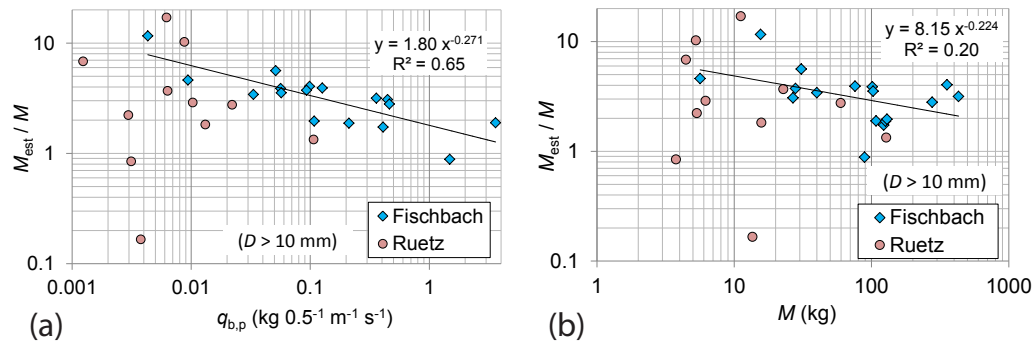 10
1
0.1
M_est / M
y = 1.80 x^-0.271
R² = 0.65
(D > 10 mm)
Fischbach
Ruetz
0.001 0.01 0.1 1
q_b,p (kg 0.5^-1 m^-1 s^-1)
(a)
10
1
0.1
M_est / M
y = 8.15 x^-0.224
R² = 0.20
(D > 10 mm)
Fischbach
Ruetz
1 10 100 1000
M (kg)
(b)